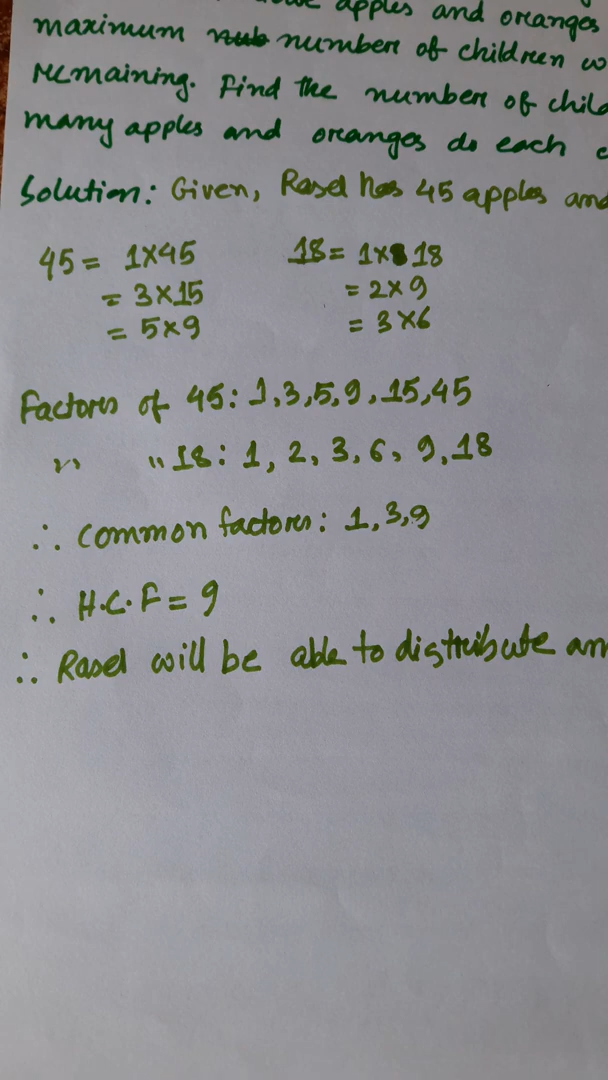 apples and oranges
maximum number of children
remaining. Find the number of
many apples and oranges do each
Solution: Given, Rasel has 45 apples and
45 = 1×45 18 = 1×18
= 3×15 = 2×9
= 5×9 = 3×6
Factors of 45: 1,3,5,9,15,45
" " 18: 1, 2, 3, 6, 9, 18
∴ Common factors: 1,3,9
∴ H.C.F = 9
∴ Rasel will be able to distribute